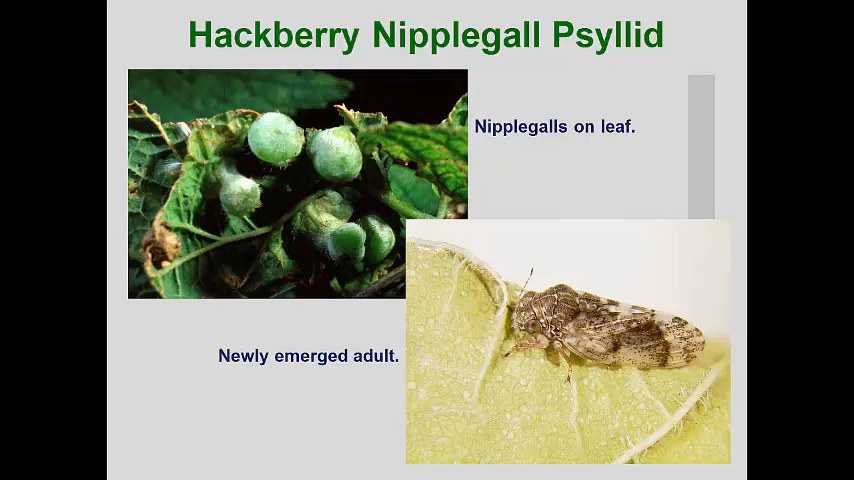 Hackberry Nipplegall Psyllid
Nipplegalls on leaf.
Newly emerged adult.